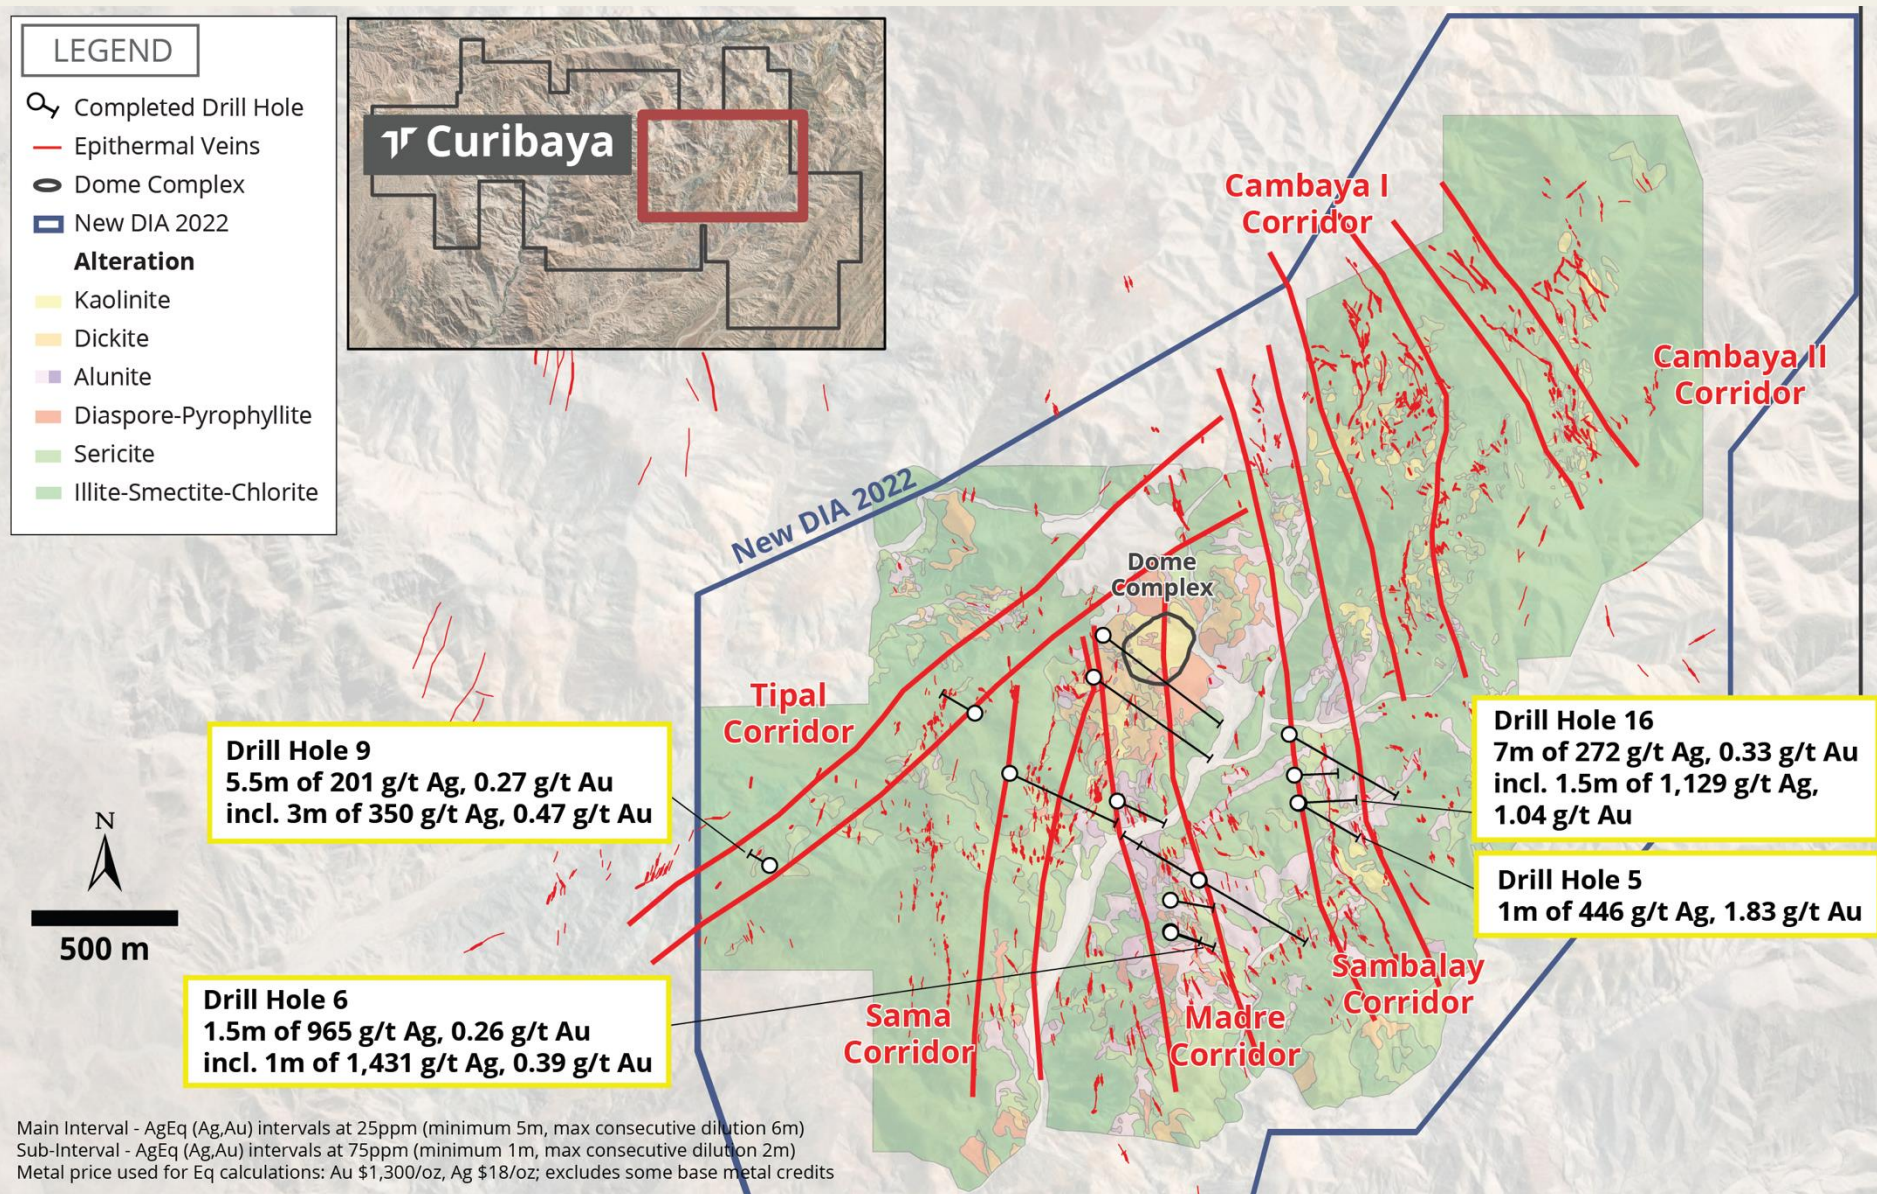 LEGEND
Completed Drill Hole
Epithermal Veins
Dome Complex
New DIA 2022
Alteration
Kaolinite
Dickite
Alunite
Diaspore-Pyrophyllite
Sericite
Illite-Smectite-Chlorite
Curibaya
Cambaya I
Corridor
Cambaya II
Corridor
New DIA 2022
Dome
Complex
Tipal
Corridor
Drill Hole 9
5.5m of 201 g/t Ag, 0.27 g/t Au
incl. 3m of 350 g/t Ag, 0.47 g/t Au
Drill Hole 16
7m of 272 g/t Ag, 0.33 g/t Au
incl. 1.5m of 1,129 g/t Ag,
1.04 g/t Au
Drill Hole 5
1m of 446 g/t Ag, 1.83 g/t Au
N
500 m
Drill Hole 6
1.5m of 965 g/t Ag, 0.26 g/t Au
incl. 1m of 1,431 g/t Ag, 0.39 g/t Au
Sama
Corridor
Madre
Corridor
Sambalay
Corridor
Main Interval - AgEq (Ag,Au) intervals at 25ppm (minimum 5m, max consecutive dilution 6m)
Sub-Interval - AgEq (Ag,Au) intervals at 75ppm (minimum 1m, max consecutive dilution 2m)
Metal price used for Eq calculations: Au $1,300/oz, Ag $18/oz; excludes some base metal credits